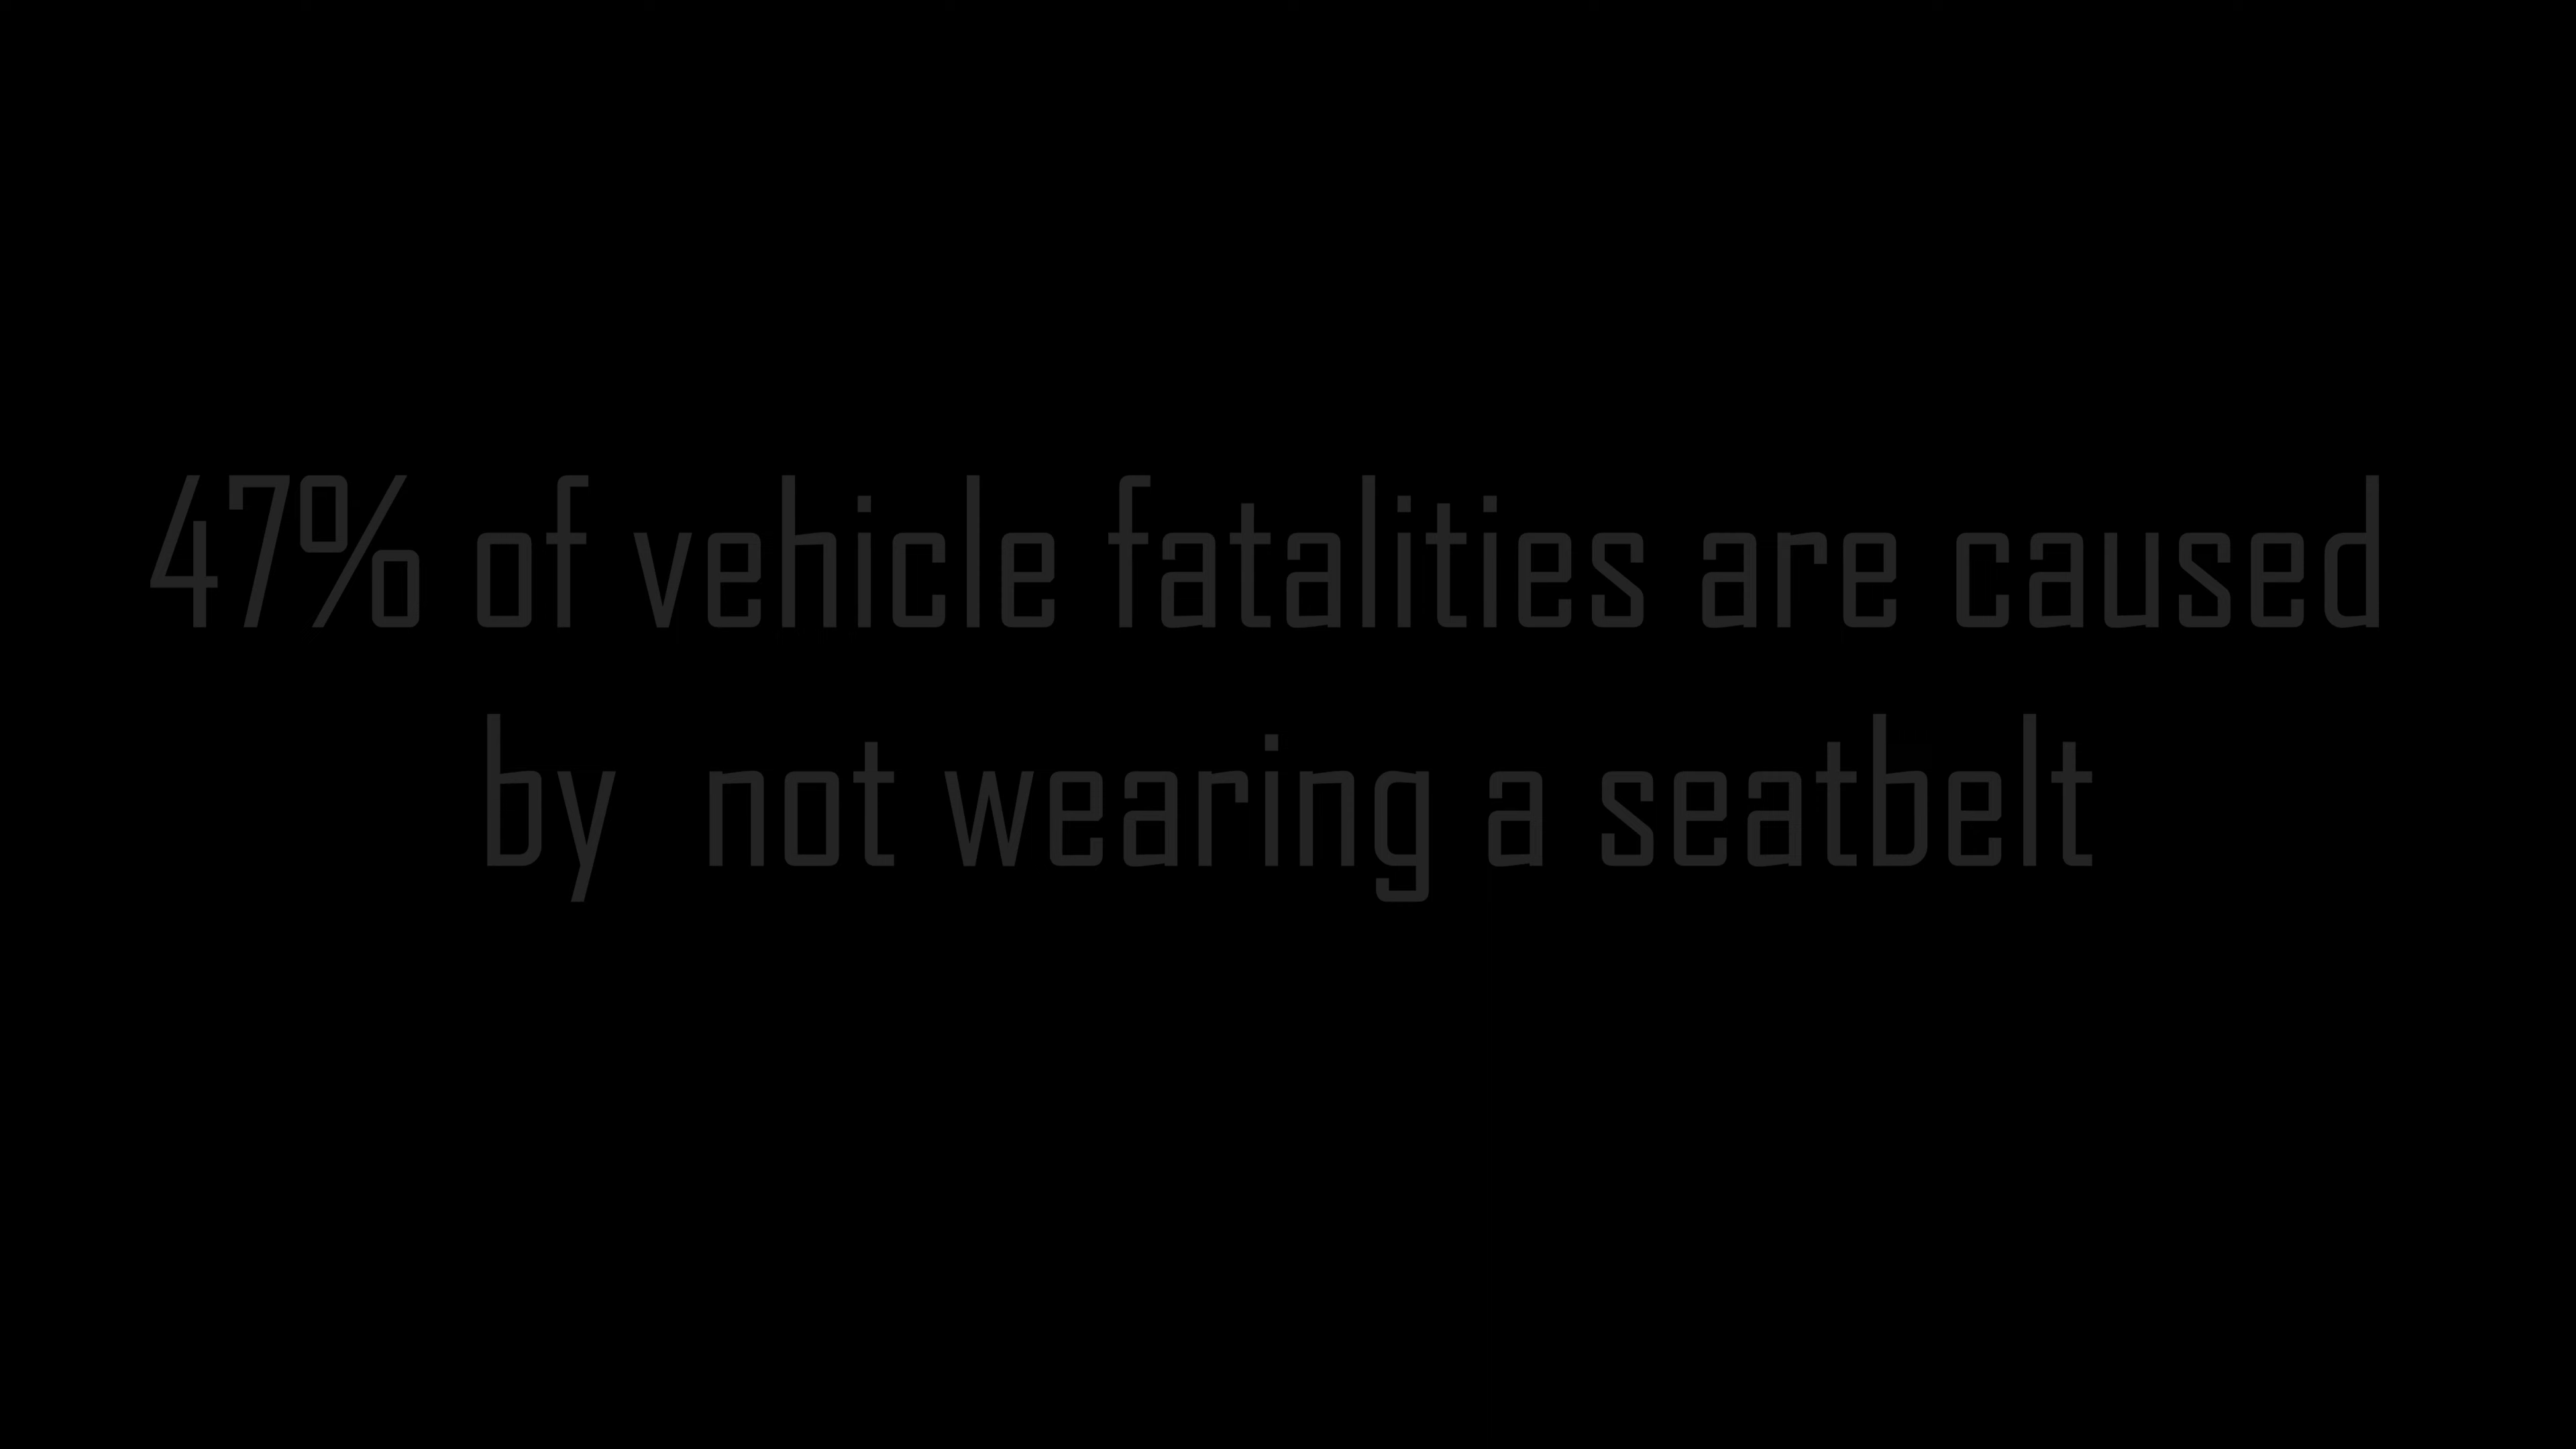 47% of vehicle fatalities are caused
by not wearing a seatbelt